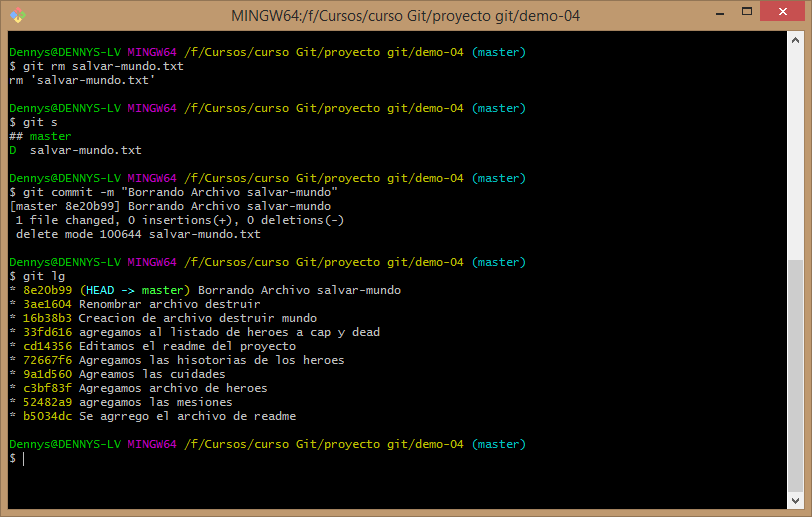 MINGW64:/f/Cursos/curso Git/proyecto git/demo-04
Dennys@DENNYS-LV MINGW64 /f/Cursos/curso Git/proyecto git/demo-04 (master)
$ git rm salvar-mundo.txt
rm 'salvar-mundo.txt'
Dennys@DENNYS-LV MINGW64 /f/Cursos/curso Git/proyecto git/demo-04 (master)
$ git s
## master
D  salvar-mundo.txt
Dennys@DENNYS-LV MINGW64 /f/Cursos/curso Git/proyecto git/demo-04 (master)
$ git commit -m "Borrando Archivo salvar-mundo"
[master 8e20b99] Borrando Archivo salvar-mundo
 1 file changed, 0 insertions(+), 0 deletions(-)
 delete mode 100644 salvar-mundo.txt
Dennys@DENNYS-LV MINGW64 /f/Cursos/curso Git/proyecto git/demo-04 (master)
$ git lg
* 8e20b99 (HEAD -> master) Borrando Archivo salvar-mundo
* 3ae1604 Renombrar archivo destruir
* 16b38b3 Creacion de archivo destruir mundo
* 33fd616 agregamos al listado de heroes a cap y dead
* cd14356 Editamos el readme del proyecto
* 72667f6 Agregamos las hisotorias de los heroes
* 9a1d560 Agreamos las cuidades
* c3bf83f Agregamos archivo de heroes
* 52482a9 agregamos las mesiones
* b5034dc Se agrrego el archivo de readme
Dennys@DENNYS-LV MINGW64 /f/Cursos/curso Git/proyecto git/demo-04 (master)
$